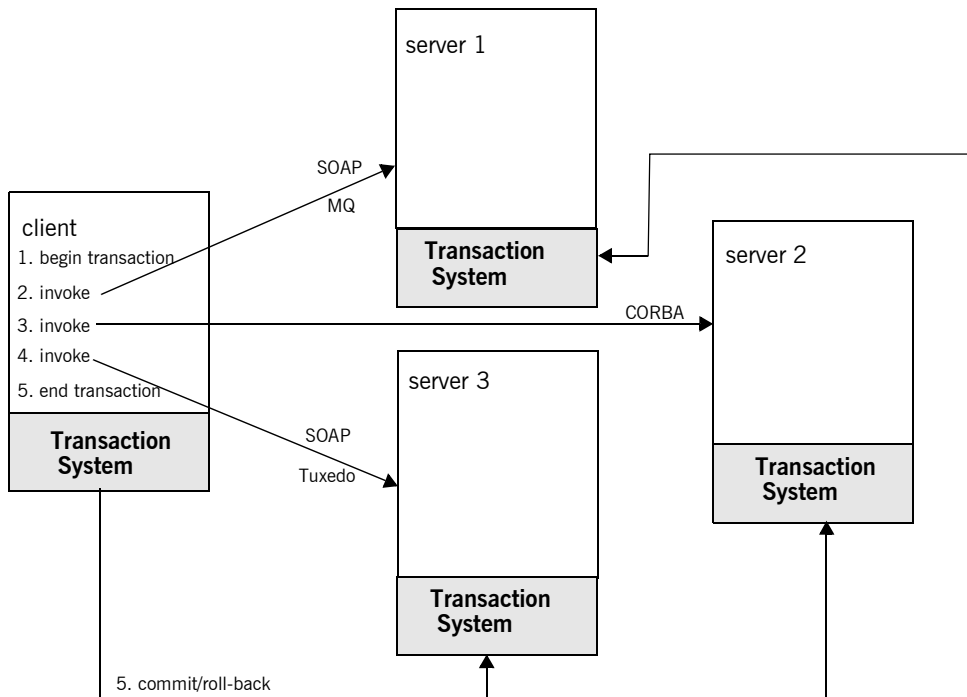 server 1
SOAP
MQ
Transaction
System
client
1. begin transaction
2. invoke
3. invoke
4. invoke
5. end transaction
Transaction
System
CORBA
server 2
Transaction
System
server 3
SOAP
Tuxedo
Transaction
System
5. commit/roll-back